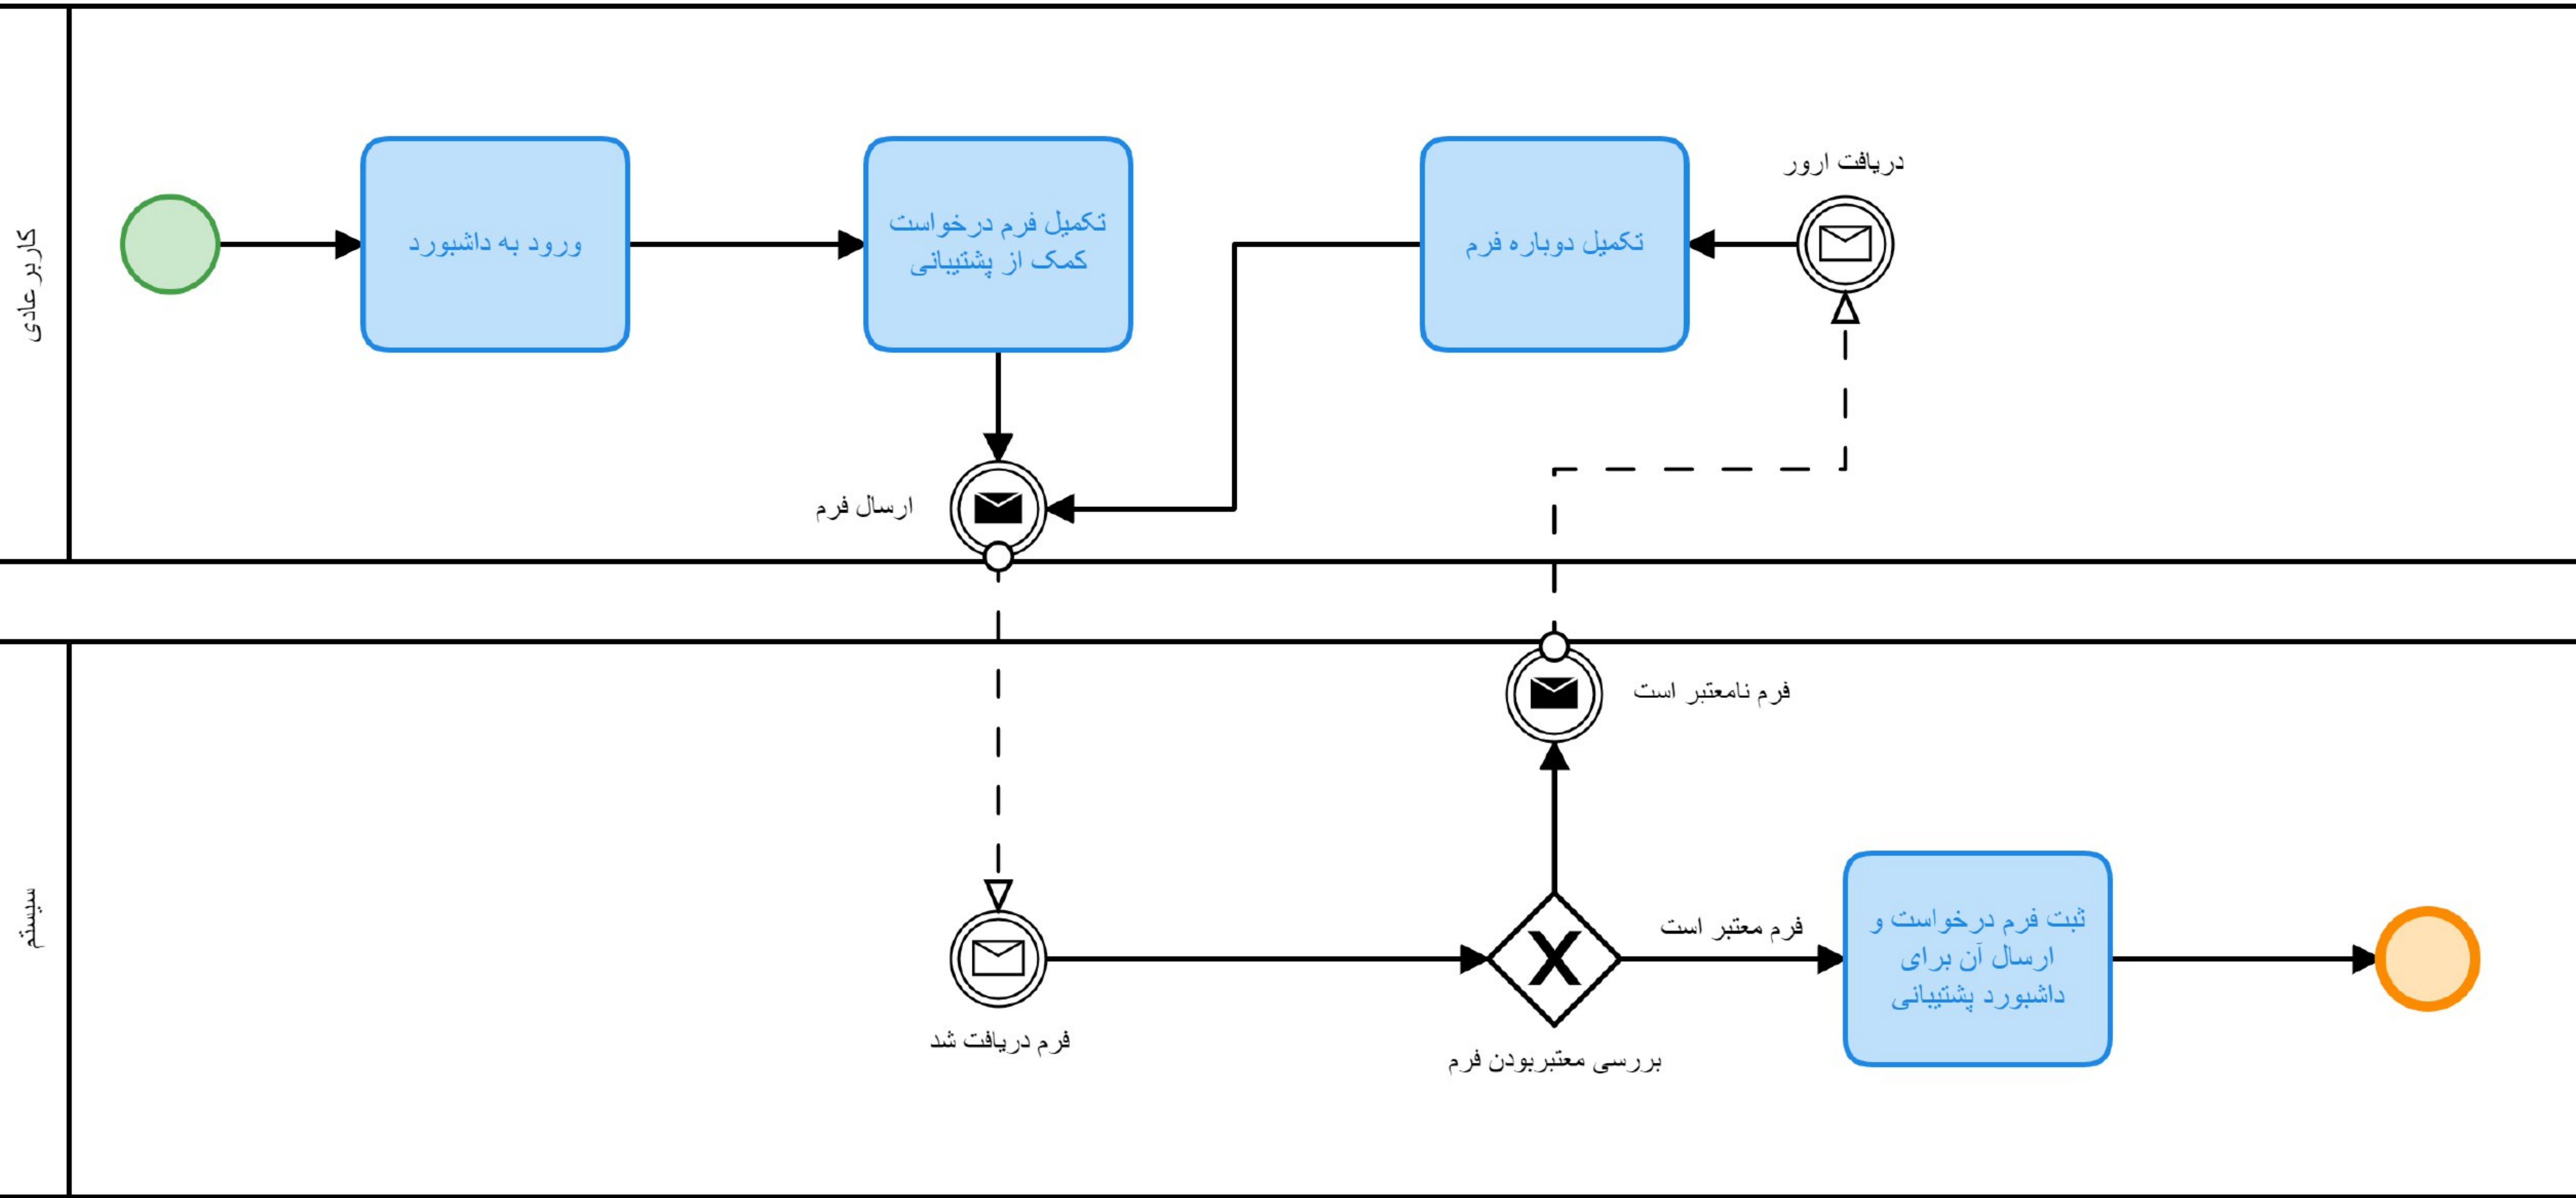 کاربر عادی
ورود به داشبورد
تکمیل فرم درخواست
کمک از پشتیبانی
ارسال فرم
تکمیل دوباره فرم
دریافت ارور
سیستم
فرم دریافت شد
بررسی معتبربودن فرم
فرم نامعتبر است
فرم معتبر است
ثبت فرم درخواست و
ارسال آن برای
داشبورد پشتیبانی